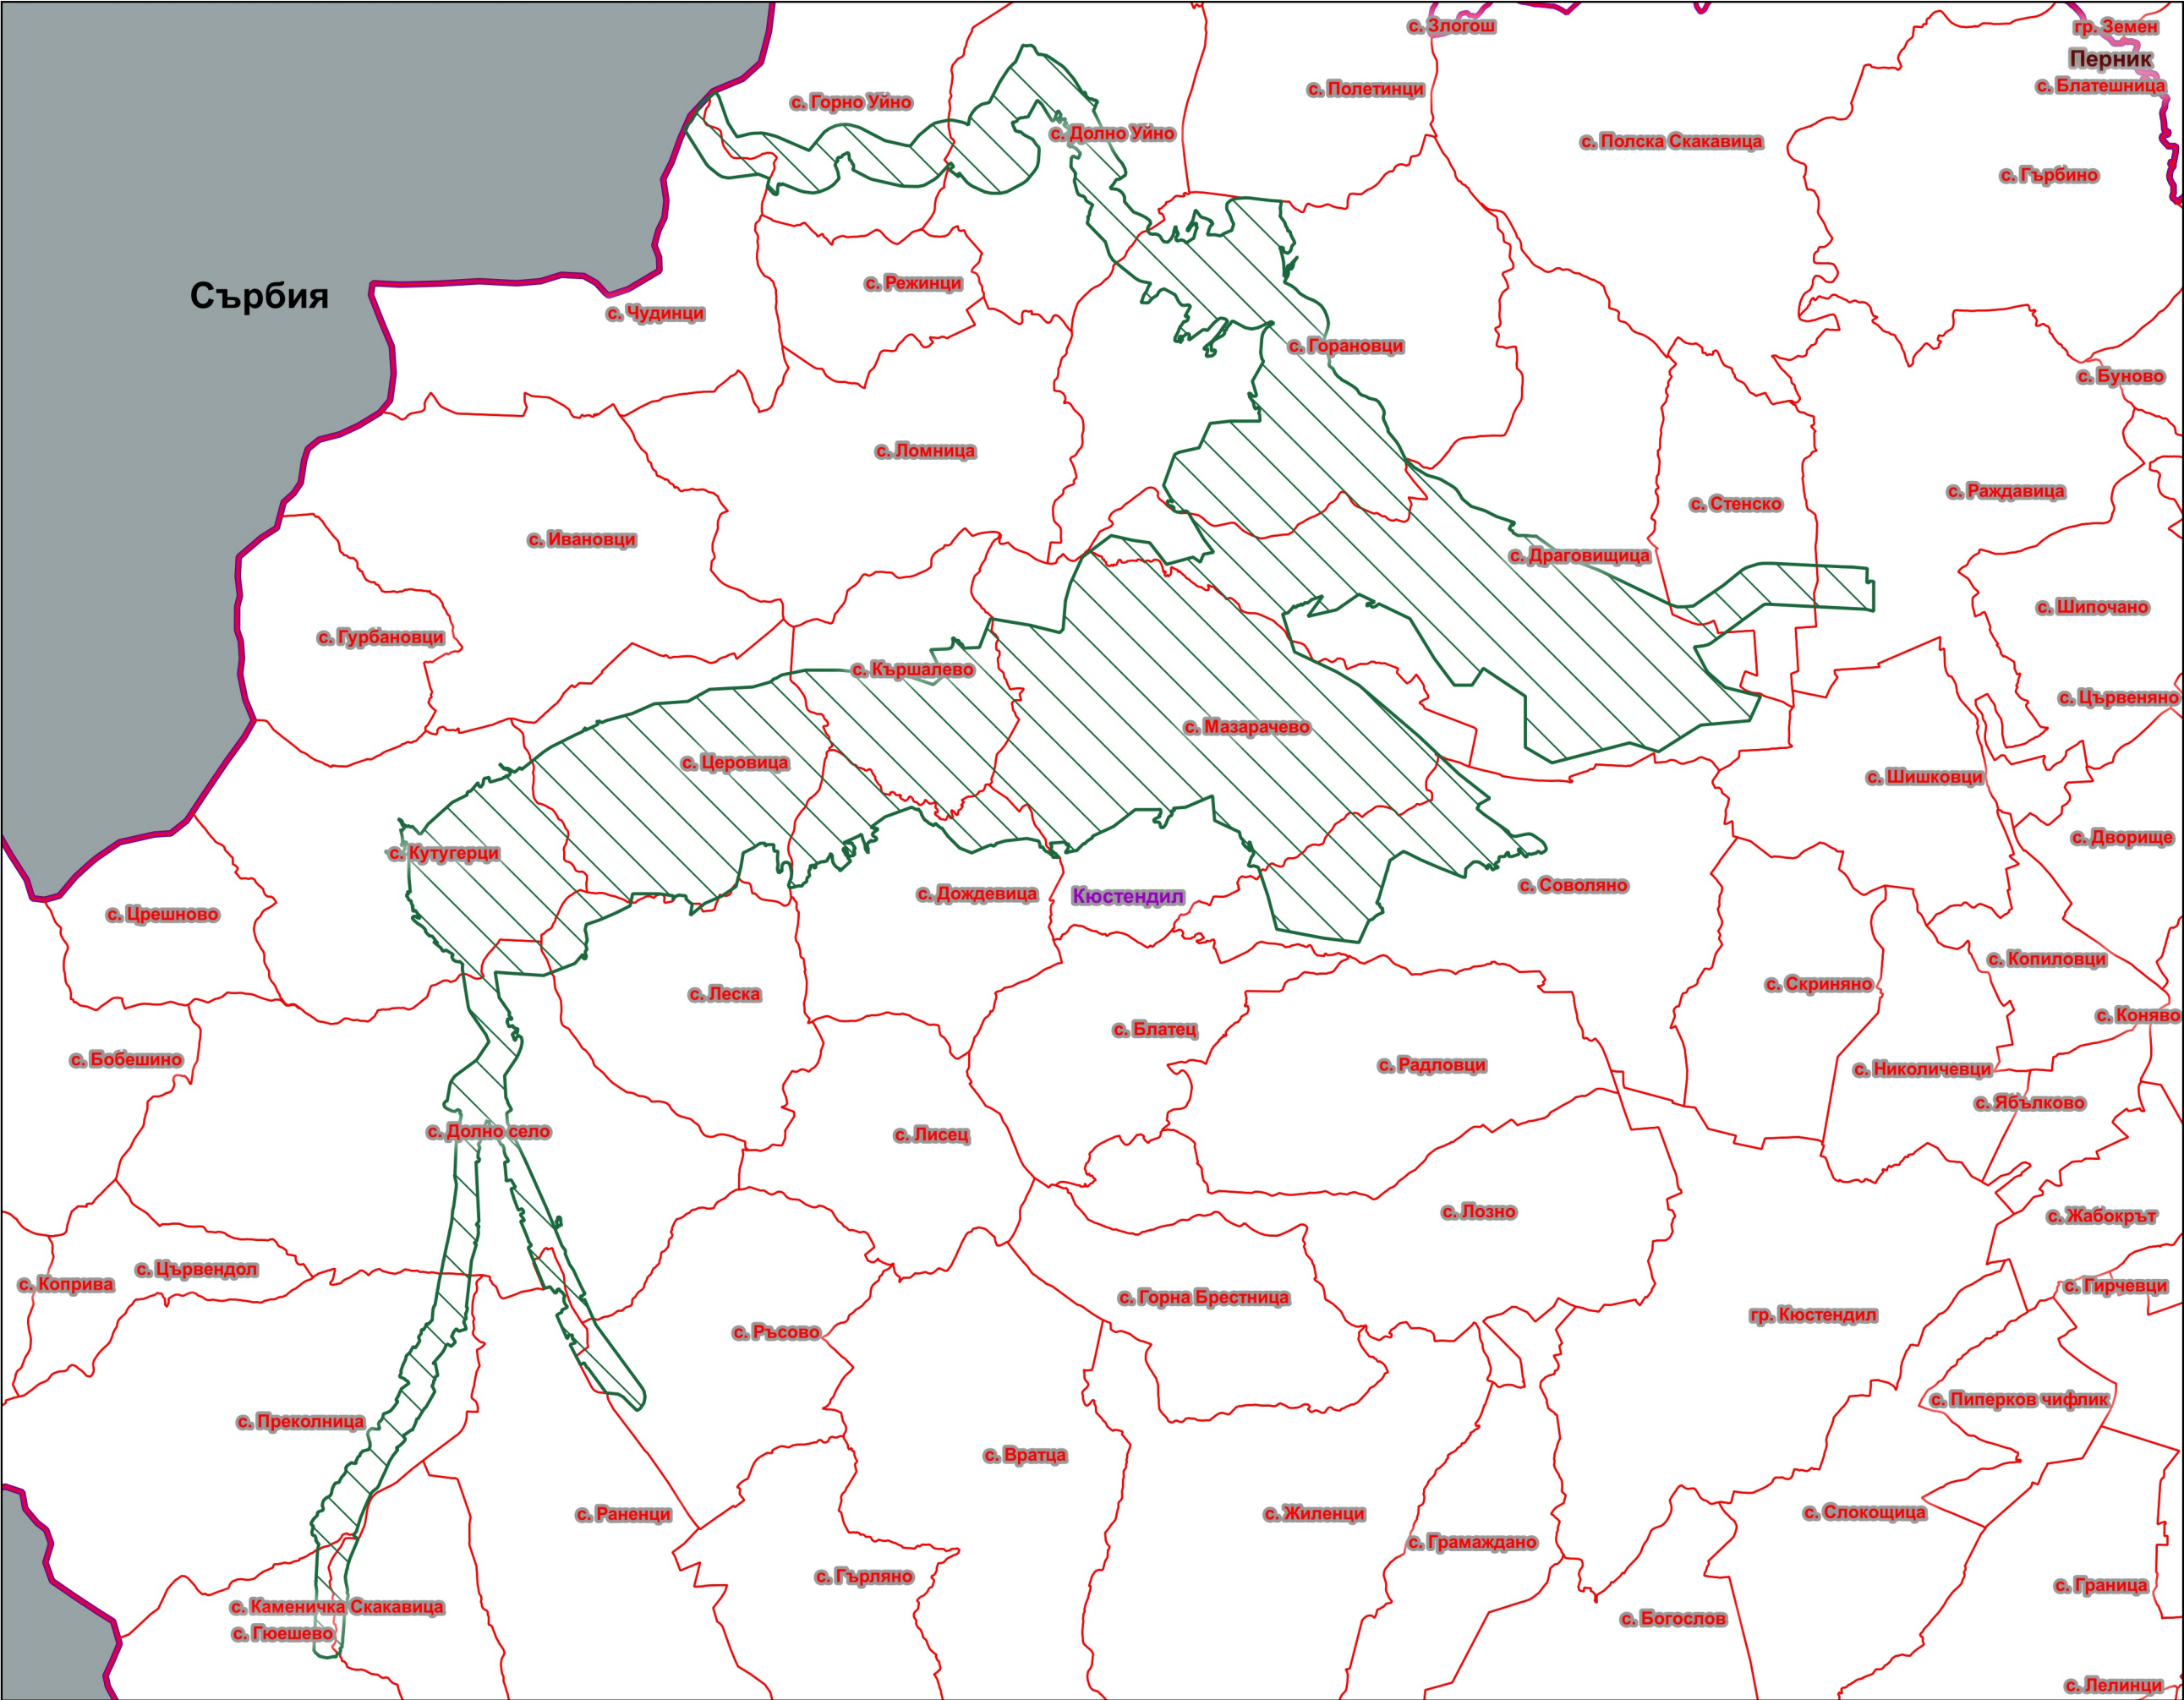 с. Злогош
гр. Земен
Перник
с. Блатешница
с. Полетинци
с. Горно Уйно
с. Долно Уйно
с. Полска Скакавица
с. Гърбино
Сърбия
с. Режинци
с. Чудинци
с. Горановци
с. Буново
с. Ломница
с. Раждавица
с. Стенско
с. Ивановци
с. Драговищица
с. Шипочано
с. Гурбановци
с. Кършалево
с. Цървеняно
с. Мазарачево
с. Церовица
с. Шишковци
с. Дворище
с. Кутугерци
с. Соволяно
с. Дождевица
Кюстендил
с. Црешново
с. Копиловци
с. Скриняно
с. Леска
с. Коняво
с. Блатец
с. Бобешино
с. Радловци
с. Николичевци
с. Ябълково
с. Долно село
с. Лисец
с. Лозно
с. Жабокрът
с. Цървендол
с. Коприва
с. Гирчевци
с. Горна Брестница
гр. Кюстендил
с. Ръсово
с. Пиперков чифлик
с. Преколница
с. Вратца
с. Раненци
с. Жиленци
с. Слокощица
с. Грамаждано
с. Гърляно
с. Граница
с. Каменичка Скакавица
с. Богослов
с. Гюешево
с. Лелинци